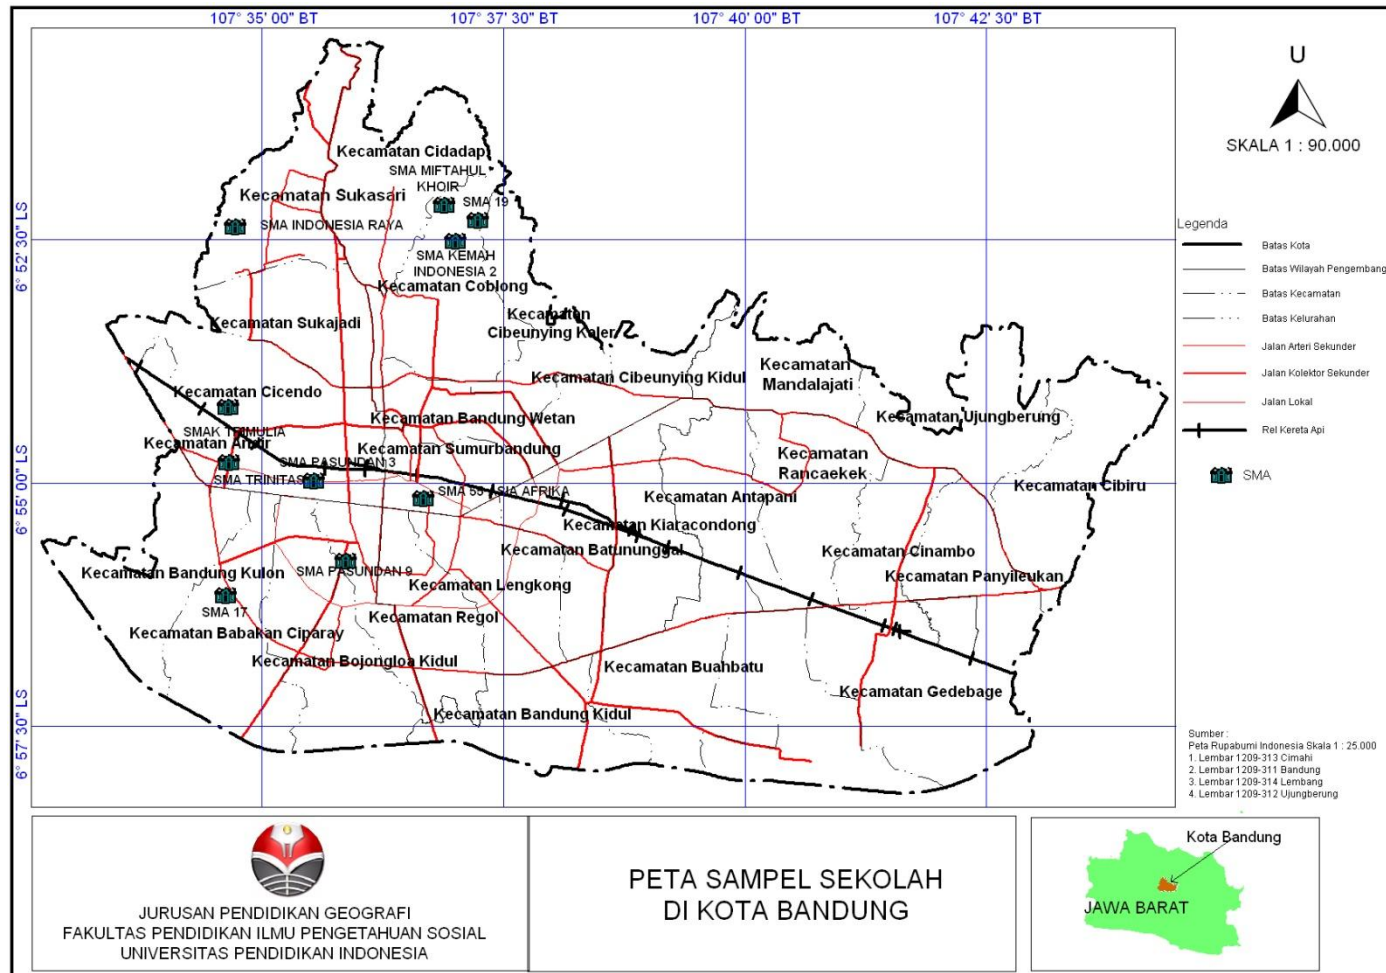 107° 35' 00" BT
107° 37' 30" BT
107° 40' 00" BT
107° 42' 30" BT
U
SKALA 1 : 90.000
Kecamatan Cidadap
SMA MIFTAHUL
KHOIR
Kecamatan Sukasari
SMA 19
SMA INDONESIA RAYA
6° 52' 30" LS
SMA KEMAH
INDONESIA 2
Kecamatan Coblong
Kecamatan Sukajadi
Kecamatan
Cibeunying Kaler
Kecamatan Cibeunying Kidul
Kecamatan
Mandalajati
Kecamatan Cicendo
Kecamatan Bandung Wetan
Kecamatan Ujungberung
SMAK TRIMULIA
Kecamatan Andir
Kecamatan Sumurbandung
Kecamatan
Rancaekek
SMA PASUNDAN 3
SMA TRINITAS
6° 55' 00" LS
SMA 55 ASIA AFRIKA
Kecamatan Antapani
Kecamatan Cibiru
Kecamatan Kiaracondong
Kecamatan Batununggal
Kecamatan Cinambo
Kecamatan Bandung Kulon
SMA PASUNDAN 9
Kecamatan Lengkong
Kecamatan Panyileukan
SMA 17
Kecamatan Regol
Kecamatan Babakan Ciparay
Kecamatan Bojongloa Kidul
Kecamatan Buahbatu
Kecamatan Gedebage
Kecamatan Bandung Kidul
6° 57' 30" LS
Legenda
Batas Kota
Batas Wilayah Pengembang
Batas Kecamatan
Batas Kelurahan
Jalan Arteri Sekunder
Jalan Kolektor Sekunder
Jalan Lokal
Rel Kereta Api
SMA
Sumber :
Peta Rupabumi Indonesia Skala 1 : 25.000
1. Lembar 1209-313 Cimahi
2. Lembar 1209-311 Bandung
3. Lembar 1209-314 Lembang
4. Lembar 1209-312 Ujungberung
JURUSAN PENDIDIKAN GEOGRAFI
FAKULTAS PENDIDIKAN ILMU PENGETAHUAN SOSIAL
UNIVERSITAS PENDIDIKAN INDONESIA
PETA SAMPEL SEKOLAH
DI KOTA BANDUNG
Kota Bandung
JAWA BARAT